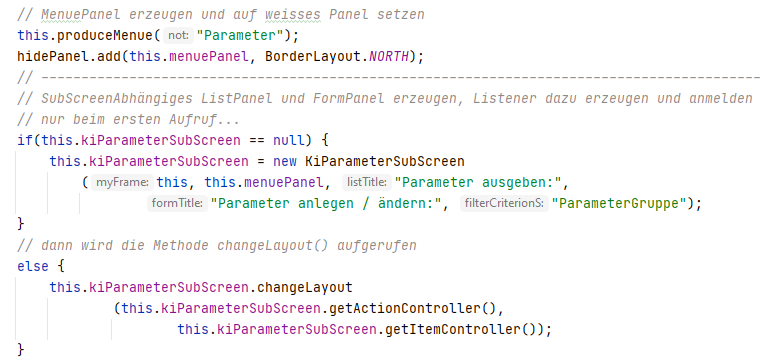 // MenuePanel erzeugen und auf weisses Panel setzen
this.produceMenue( not: "Parameter");
hidePanel.add(this.menuePanel, BorderLayout.NORTH);
// ------------------------------------------------------------------------------------------
// SubScreenAbhängiges ListPanel und FormPanel erzeugen, Listener dazu erzeugen und anmelden
// nur beim ersten Aufruf...
if(this.kiParameterSubScreen == null) {
this.kiParameterSubScreen = new KiParameterSubScreen
( myFrame: this, this.menuePanel, listTitle: "Parameter ausgeben:",
formTitle: "Parameter anlegen / ändern:", filterCriterionS: "ParameterGruppe");
}
// dann wird die Methode changeLayout() aufgerufen
else {
this.kiParameterSubScreen.changeLayout
(this.kiParameterSubScreen.getActionController(),
this.kiParameterSubScreen.getItemController());
}